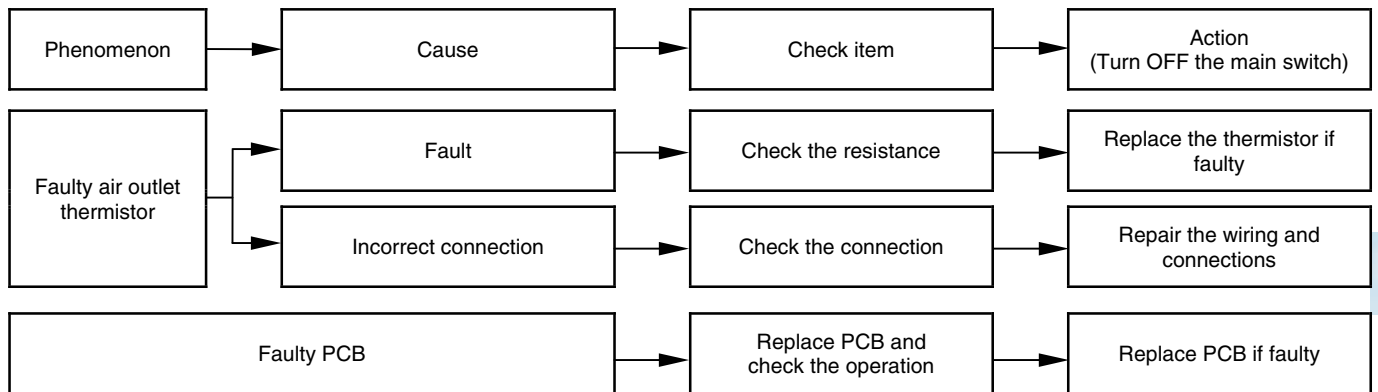 Phenomenon
Cause
Check item
Action
(Turn OFF the main switch)
Faulty air outlet
thermistor
Fault
Check the resistance
Replace the thermistor if
faulty
Incorrect connection
Check the connection
Repair the wiring and
connections
Faulty PCB
Replace PCB and
check the operation
Replace PCB if faulty